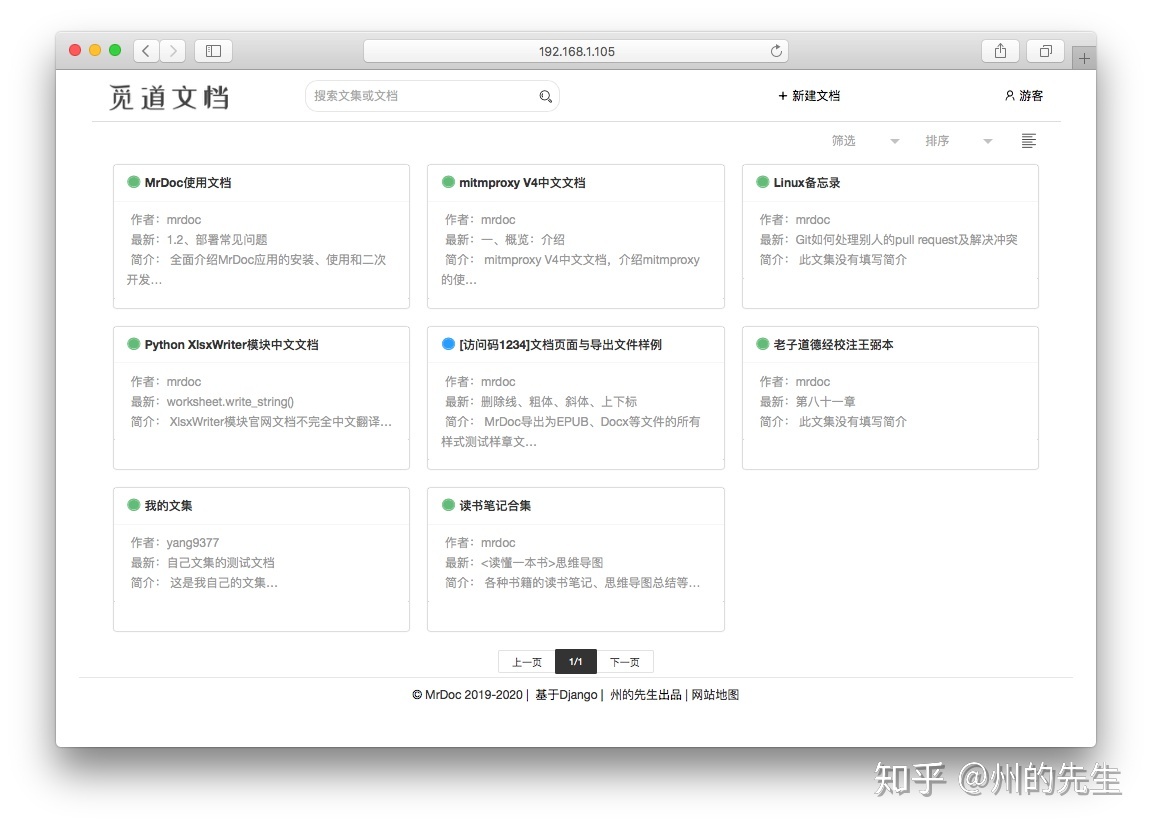 192.168.1.105
觅道文档
搜索文集或文档
+ 新建文档
游客
筛选
排序
MrDoc使用文档
作者：mrdoc
最新：1.2、部署常见问题
简介： 全面介绍MrDoc应用的安装、使用和二次
开发...
mitmproxy V4中文文档
作者：mrdoc
最新：一、概览：介绍
简介： mitmproxy V4中文文档，介绍mitmproxy
的使...
Linux备忘录
作者：mrdoc
最新：Git如何处理别人的pull request及解决冲突
简介： 此文集没有填写简介
Python XlsxWriter模块中文文档
作者：mrdoc
最新：worksheet.write_string()
简介： XlsxWriter模块官网文档不完全中文翻译...
[访问码1234]文档页面与导出文件样例
作者：mrdoc
最新：删除线、粗体、斜体、上下标
简介： MrDoc导出为EPUB、Docx等文件的所有
样式测试样章文...
老子道德经校注王弼本
作者：mrdoc
最新：第八十一章
简介： 此文集没有填写简介
我的文集
作者：yang9377
最新：自己文集的测试文档
简介： 这是我自己的文集...
读书笔记合集
作者：mrdoc
最新：<读懂一本书>思维导图
简介： 各种书籍的读书笔记、思维导图总结等...
上一页
1/1
下一页
© MrDoc 2019-2020 | 基于Django | 州的先生出品 | 网站地图
知乎 @州的先生